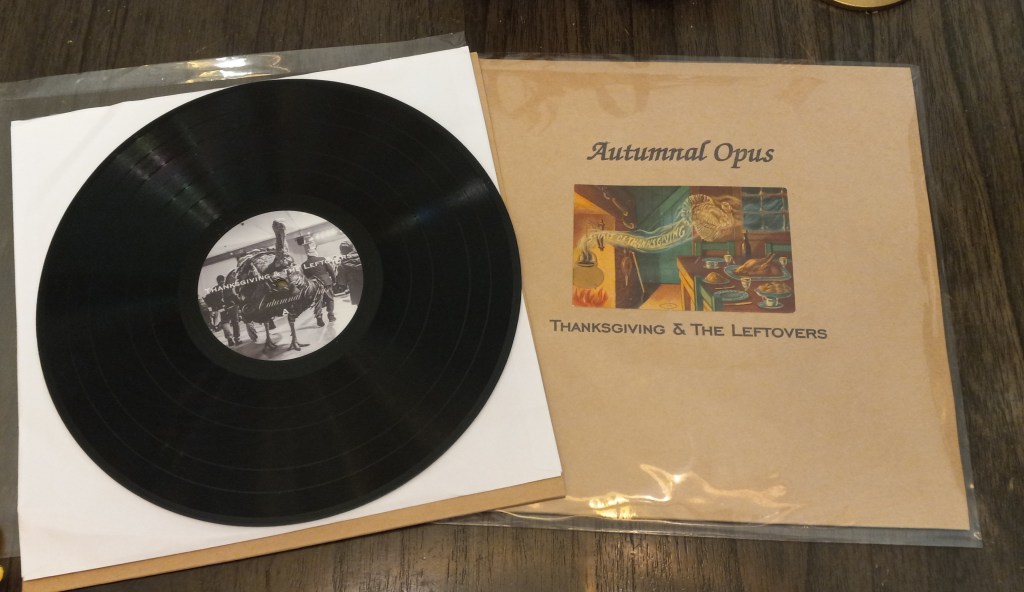 Thanksgiving & The Leftovers
Autumnal Opus
Autumnal Opus
Thanksgiving & The Leftovers